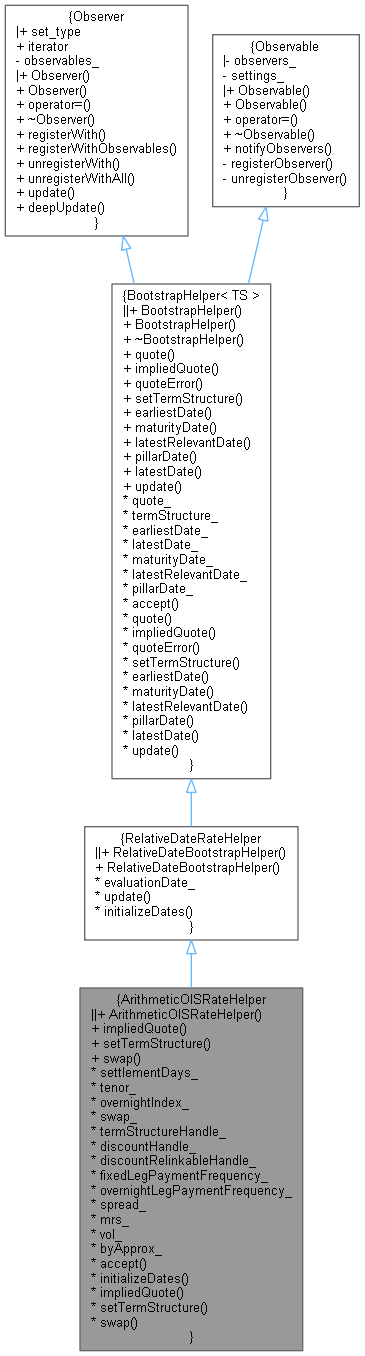 {Observer
|+ set_type
+ iterator
- observables_
|+ Observer()
+ Observer()
+ operator=()
+ ~Observer()
+ registerWith()
+ registerWithObservables()
+ unregisterWith()
+ unregisterWithAll()
+ update()
+ deepUpdate()
}
{Observable
|- observers_
- settings_
|+ Observable()
+ Observable()
+ operator=()
+ ~Observable()
+ notifyObservers()
- registerObserver()
- unregisterObserver()
}
{BootstrapHelper< TS >
||+ BootstrapHelper()
+ BootstrapHelper()
+ ~BootstrapHelper()
+ quote()
+ impliedQuote()
+ quoteError()
+ setTermStructure()
+ earliestDate()
+ maturityDate()
+ latestRelevantDate()
+ pillarDate()
+ latestDate()
+ update()
* quote_
* termStructure_
* earliestDate_
* latestDate_
* maturityDate_
* latestRelevantDate_
* pillarDate_
* accept()
* quote()
* impliedQuote()
* quoteError()
* setTermStructure()
* earliestDate()
* maturityDate()
* latestRelevantDate()
* pillarDate()
* latestDate()
* update()
}
{RelativeDateRateHelper
||+ RelativeDateBootstrapHelper()
+ RelativeDateBootstrapHelper()
* evaluationDate_
* update()
* initializeDates()
}
{ArithmeticOISRateHelper
||+ ArithmeticOISRateHelper()
+ impliedQuote()
+ setTermStructure()
+ swap()
* settlementDays_
* tenor_
* overnightIndex_
* swap_
* termStructureHandle_
* discountHandle_
* discountRelinkableHandle_
* fixedLegPaymentFrequency_
* overnightLegPaymentFrequency_
* spread_
* mrs_
* vol_
* byApprox_
* accept()
* initializeDates()
* impliedQuote()
* setTermStructure()
* swap()
}